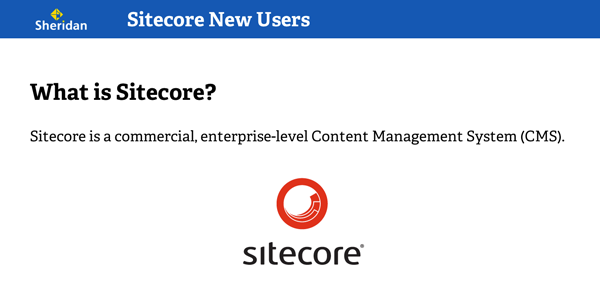 Sheridan
Sitecore New Users
What is Sitecore?
Sitecore is a commercial, enterprise-level Content Management System (CMS).
sitecore®